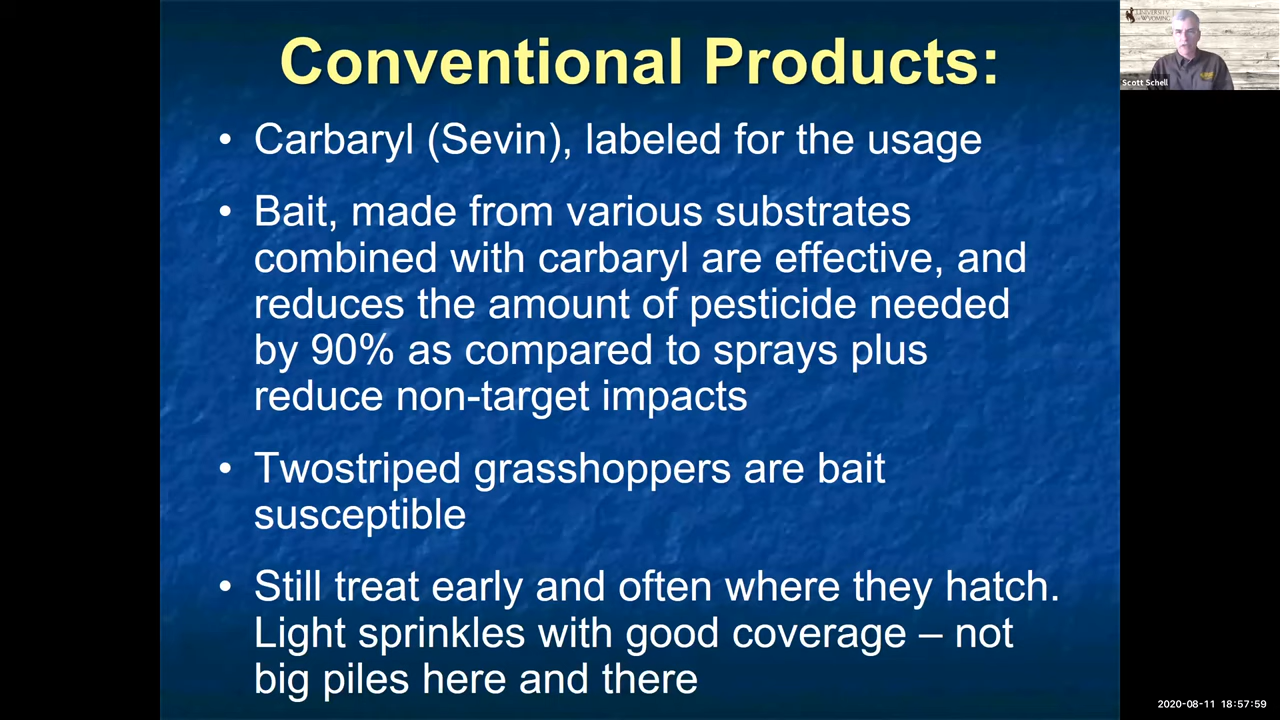 Conventional Products:
UNIVERSITY
OF WYOMING
• Carbaryl (Sevin), labeled for the usage
Scott Schell
• Bait, made from various substrates
combined with carbaryl are effective, and
reduces the amount of pesticide needed
by 90% as compared to sprays plus
reduce non-target impacts
• Twostriped grasshoppers are bait
susceptible
• Still treat early and often where they hatch.
Light sprinkles with good coverage – not
big piles here and there
2020-08-11 18:57:59